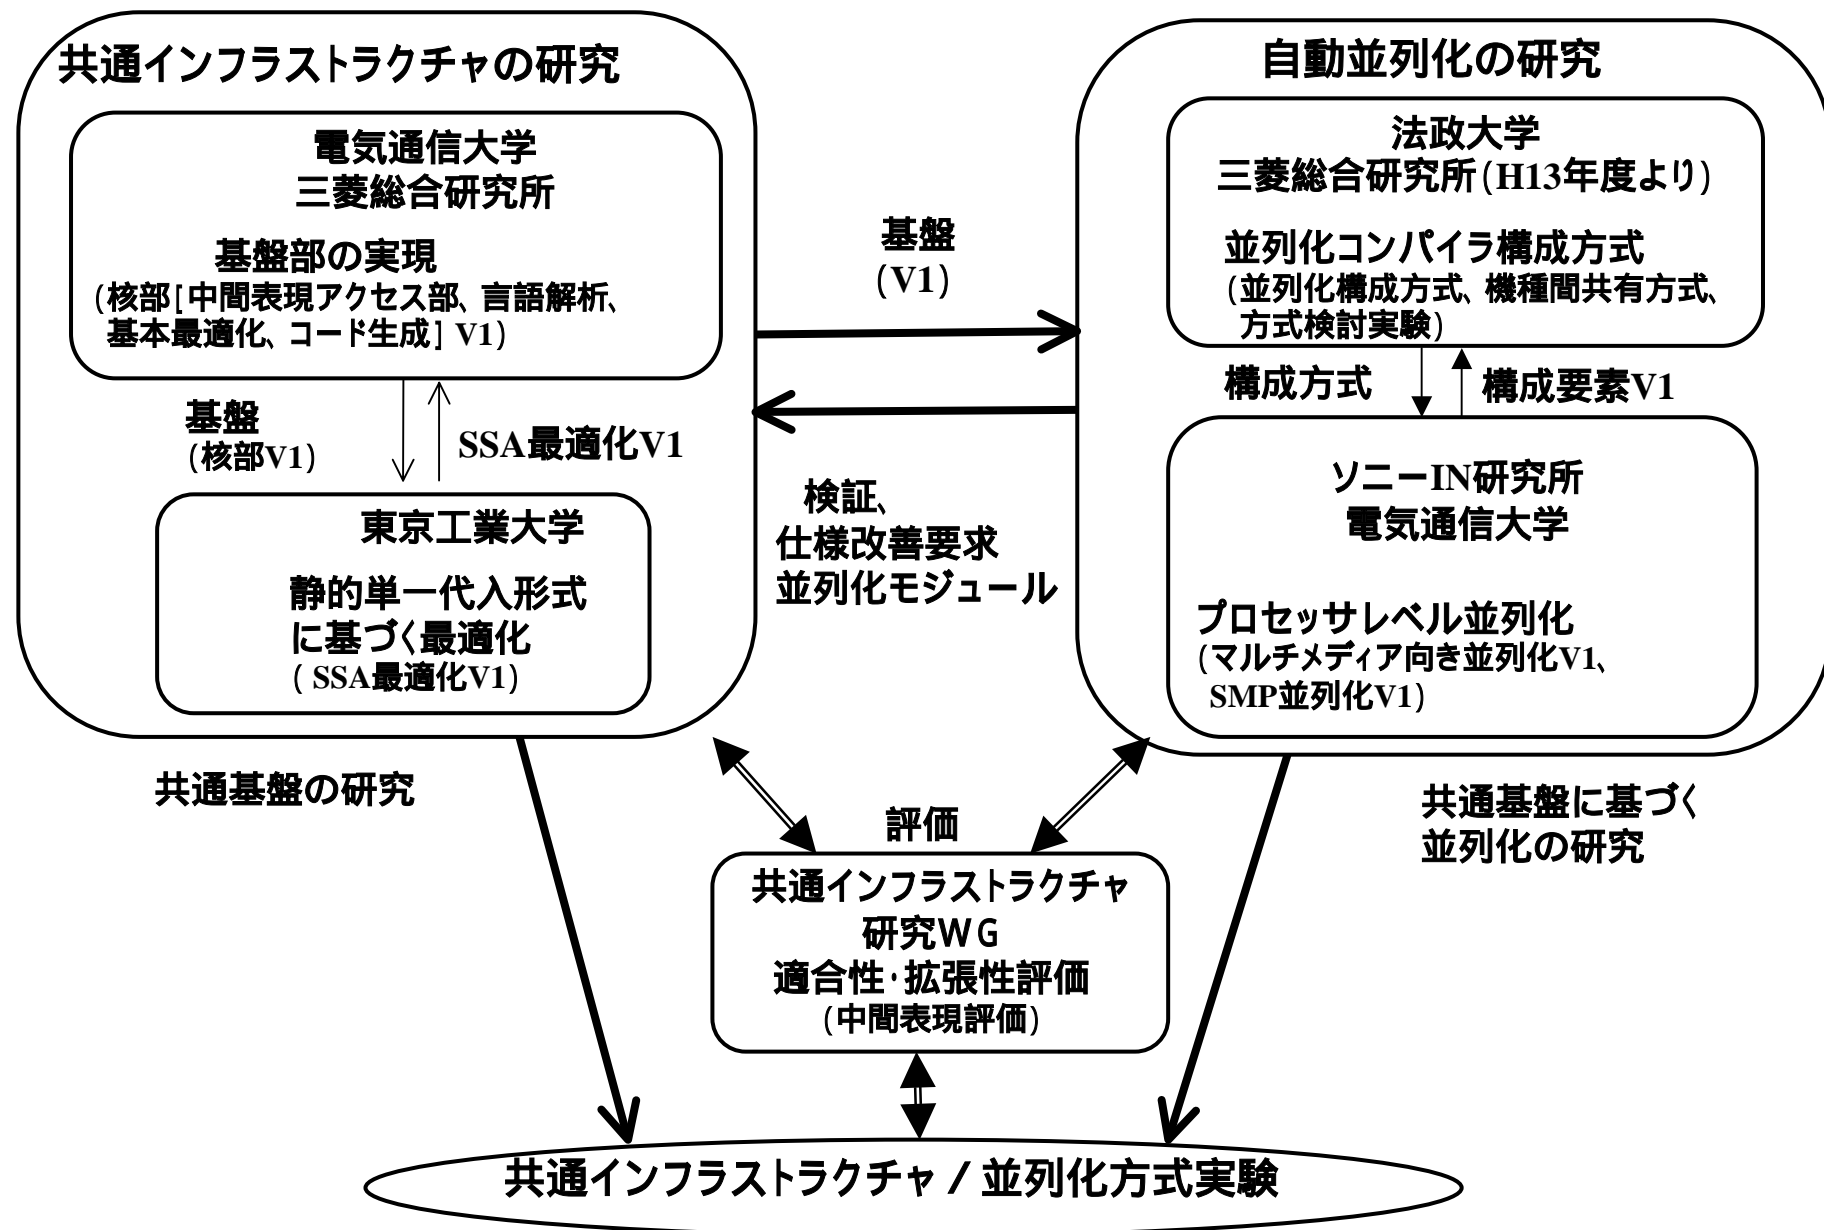 共通インフラストラクチャの研究
電気通信大学
三菱総合研究所
基盤部の実現
(核部[中間表現アクセス部、言語解析、
基本最適化、コード生成] V1)
基盤
(核部V1)
SSA最適化V1
東京工業大学
静的単一代入形式
に基づく最適化
( SSA最適化V1)
共通基盤の研究
基盤
(V1)
検証、
仕様改善要求
並列化モジュール
自動並列化の研究
法政大学
三菱総合研究所(H13年度より)
並列化コンパイラ構成方式
(並列化構成方式、機種間共有方式、
方式検討実験)
構成方式
構成要素V1
ソニーIN研究所
電気通信大学
プロセッサレベル並列化
(マルチメディア向き並列化V1、
SMP並列化V1)
共通基盤に基づく
並列化の研究
評価
共通インフラストラクチャ
研究WG
適合性・拡張性評価
(中間表現評価)
共通インフラストラクチャ / 並列化方式実験